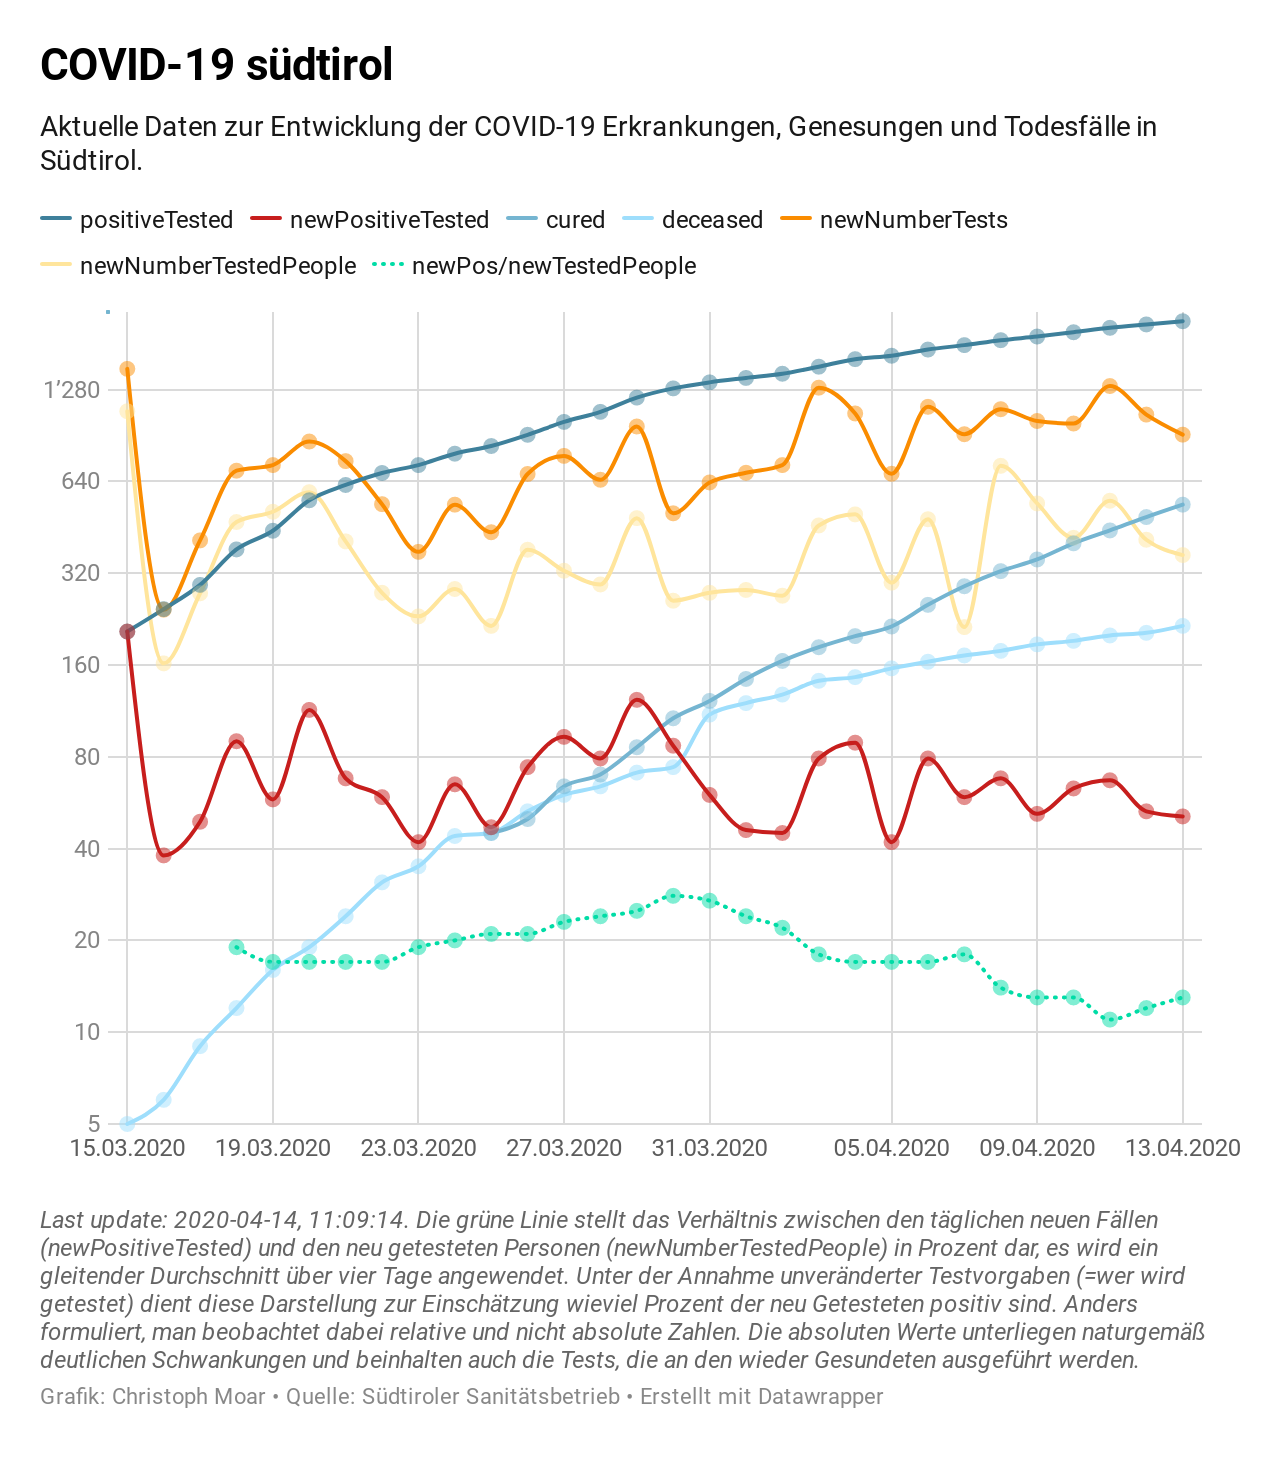 COVID-19 südtirol
Aktuelle Daten zur Entwicklung der COVID-19 Erkrankungen, Genesungen und Todesfälle in
Südtirol.
positiveTested newPositiveTested cured deceased newNumberTests
newNumberTestedPeople newPos/newTestedPeople
1’280
640
320
160
80
40
20
10
5
15.03.2020 19.03.2020 23.03.2020 27.03.2020 31.03.2020 05.04.2020 09.04.2020 13.04.2020
Last update: 2020-04-14, 11:09:14. Die grüne Linie stellt das Verhältnis zwischen den täglichen neuen Fällen
(newPositiveTested) und den neu getesteten Personen (newNumberTestedPeople) in Prozent dar, es wird ein
gleitender Durchschnitt über vier Tage angewendet. Unter der Annahme unveränderter Testvorgaben (=wer wird
getestet) dient diese Darstellung zur Einschätzung wieviel Prozent der neu Getesteten positiv sind. Anders
formuliert, man beobachtet dabei relative und nicht absolute Zahlen. Die absoluten Werte unterliegen naturgemäß
deutlichen Schwankungen und beinhalten auch die Tests, die an den wieder Gesundeten ausgeführt werden.
Grafik: Christoph Moar • Quelle: Südtiroler Sanitätsbetrieb • Erstellt mit Datawrapper